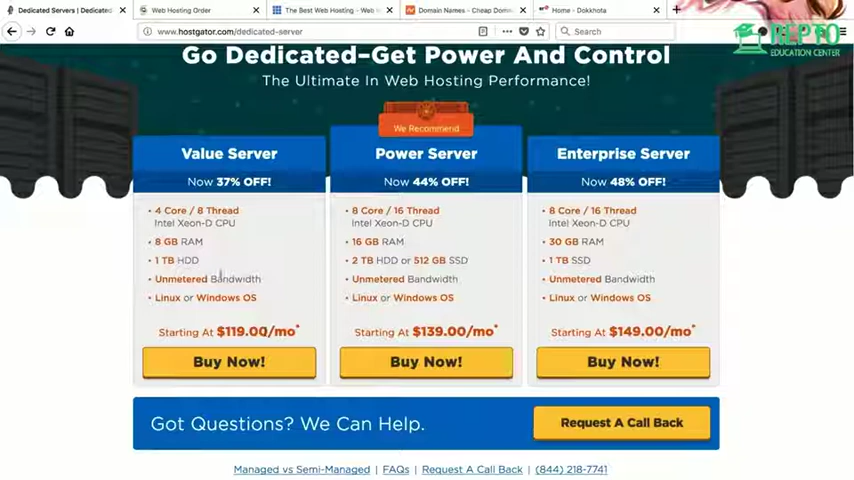 Dedicated Servers | Dedicated
Web Hosting Order
The Best Web Hosting - Web H
Domain Names - Cheap Domai
Home - Dokkhota
www.hostgator.com/dedicated-server
Search
REPTO
EDUCATION CENTER
Go Dedicated–Get Power And Control
The Ultimate In Web Hosting Performance!
We Recommend
Value Server
Now 37% OFF!
• 4 Core / 8 Thread
Intel Xeon-D CPU
• 8 GB RAM
• 1 TB HDD
• Unmetered Bandwidth
• Linux or Windows OS
Starting At $119.00/mo*
Buy Now!
Power Server
Now 44% OFF!
• 8 Core / 16 Thread
Intel Xeon-D CPU
• 16 GB RAM
• 2 TB HDD or 512 GB SSD
• Unmetered Bandwidth
• Linux or Windows OS
Starting At $139.00/mo*
Buy Now!
Enterprise Server
Now 48% OFF!
• 8 Core / 16 Thread
Intel Xeon-D CPU
• 30 GB RAM
• 1 TB SSD
• Unmetered Bandwidth
• Linux or Windows OS
Starting At $149.00/mo*
Buy Now!
Got Questions? We Can Help.
Request A Call Back
Managed vs Semi-Managed | FAQs | Request A Call Back | (844) 218-7741